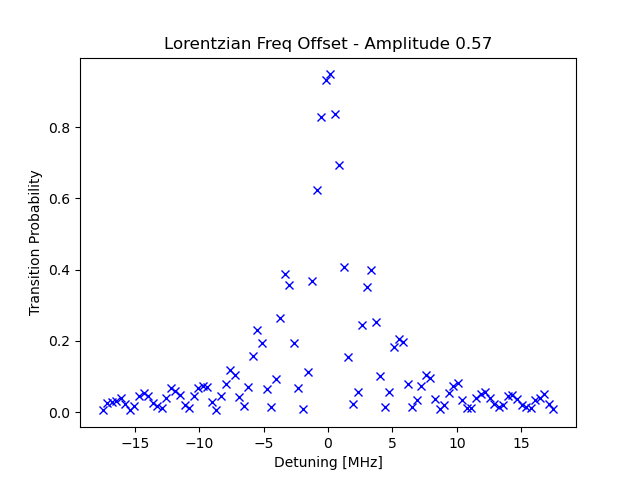 Lorentzian Freq Offset - Amplitude 0.57
Transition Probability
0.8
0.6
0.4
0.2
0.0
−15 −10 −5 0 5 10 15
Detuning [MHz]